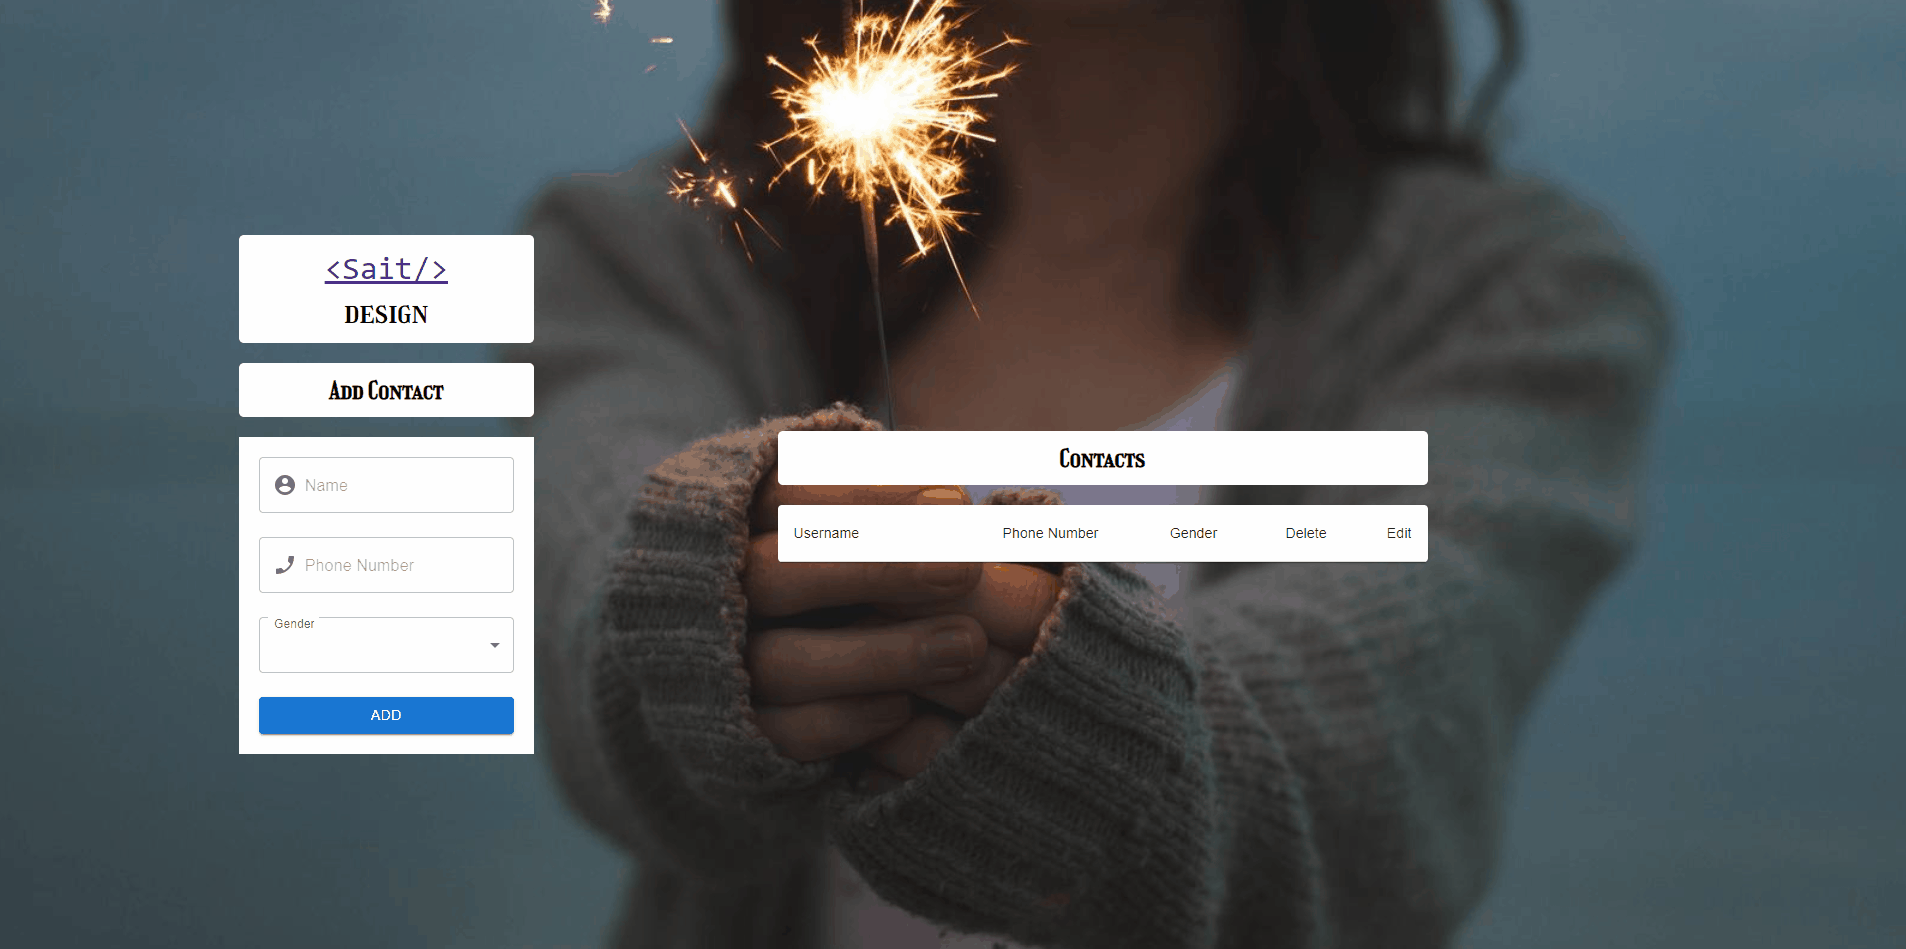 <Sait/>
DESIGN
Add Contact
Name
Phone Number
Gender
ADD
Contacts
Username Phone Number Gender Delete Edit